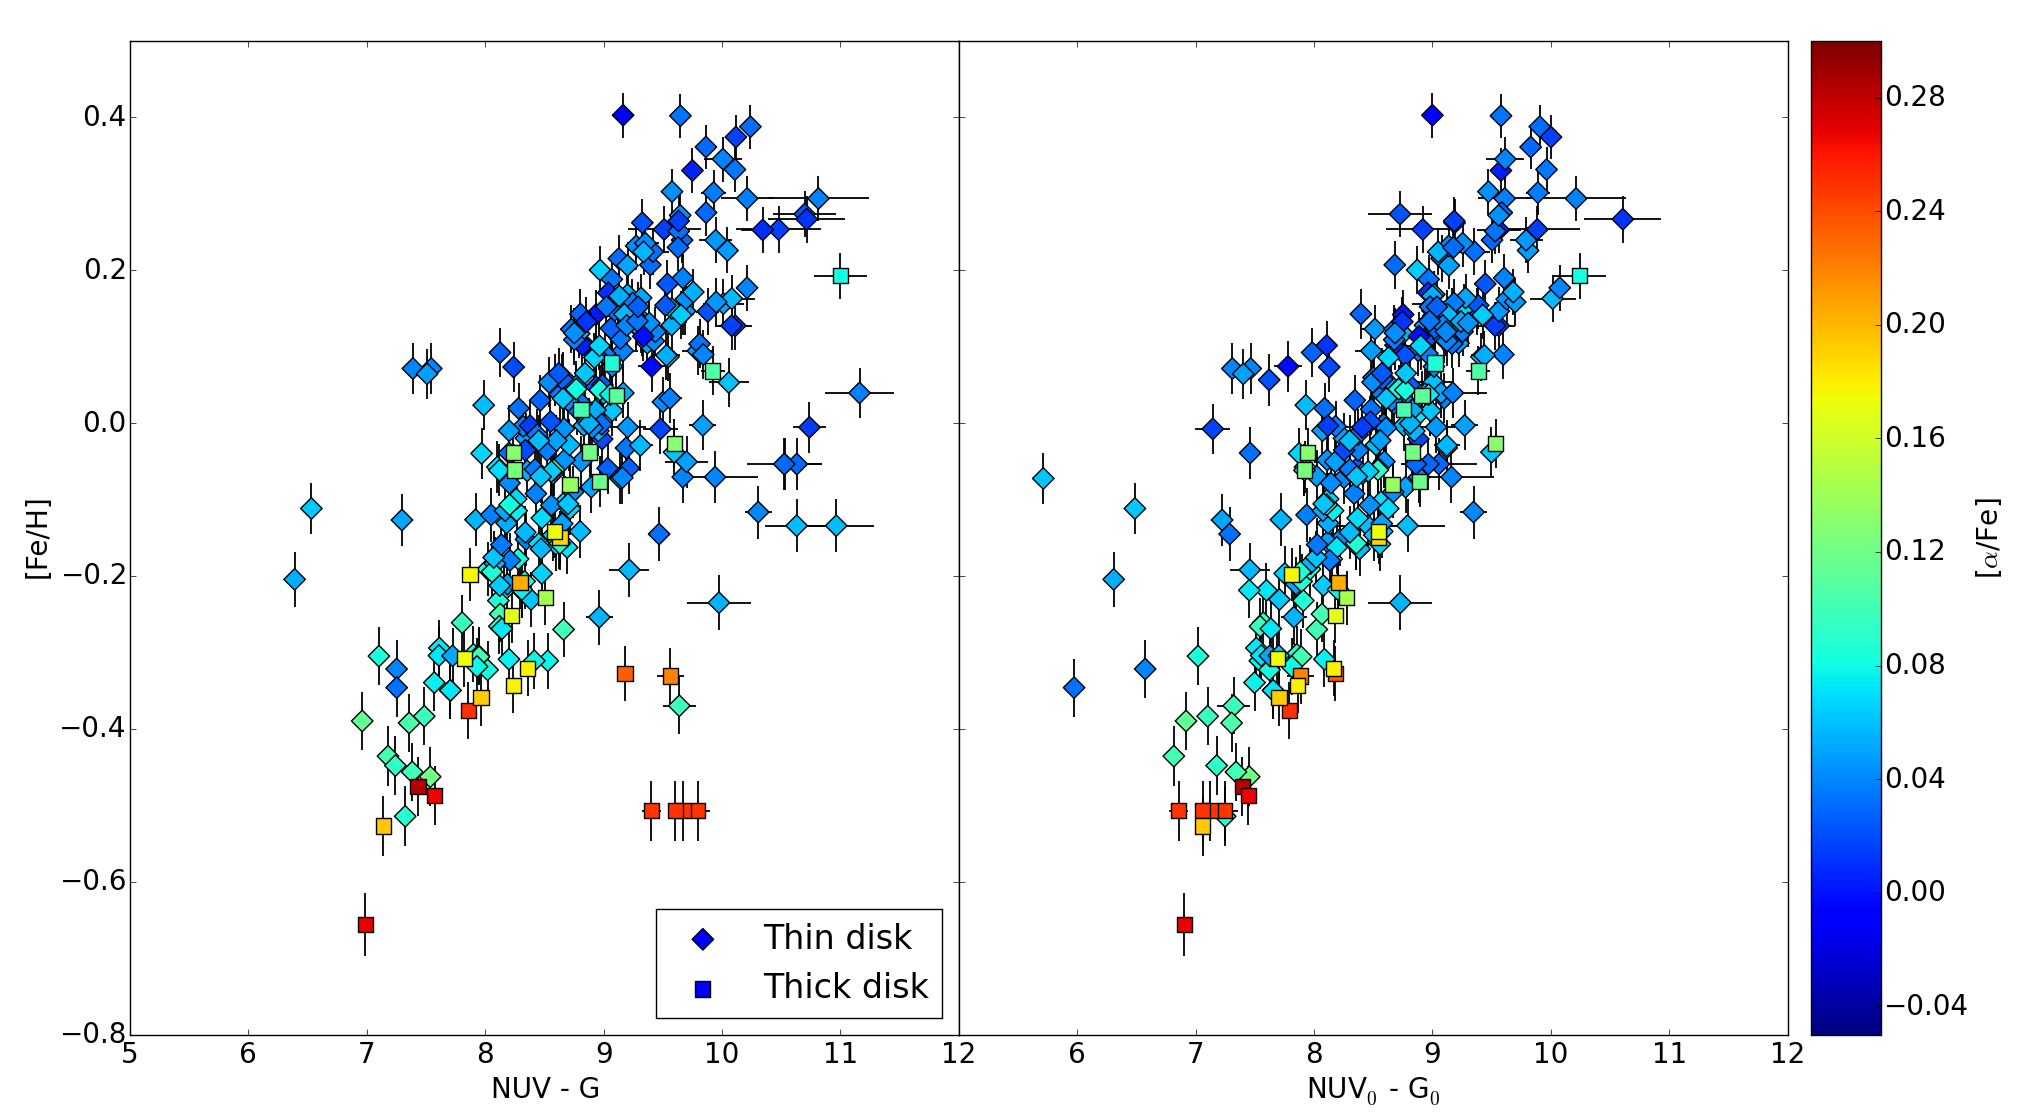 [Fe/H]
0.4
0.2
0.0
−0.2
−0.4
−0.6
−0.8
Thin disk
Thick disk
5 6 7 8 9 10 11 12
6 7 8 9 10 11 12
NUV - G
NUV₀ - G₀
0.28
0.24
0.20
0.16
0.12
0.08
0.04
0.00
−0.04
[α/Fe]